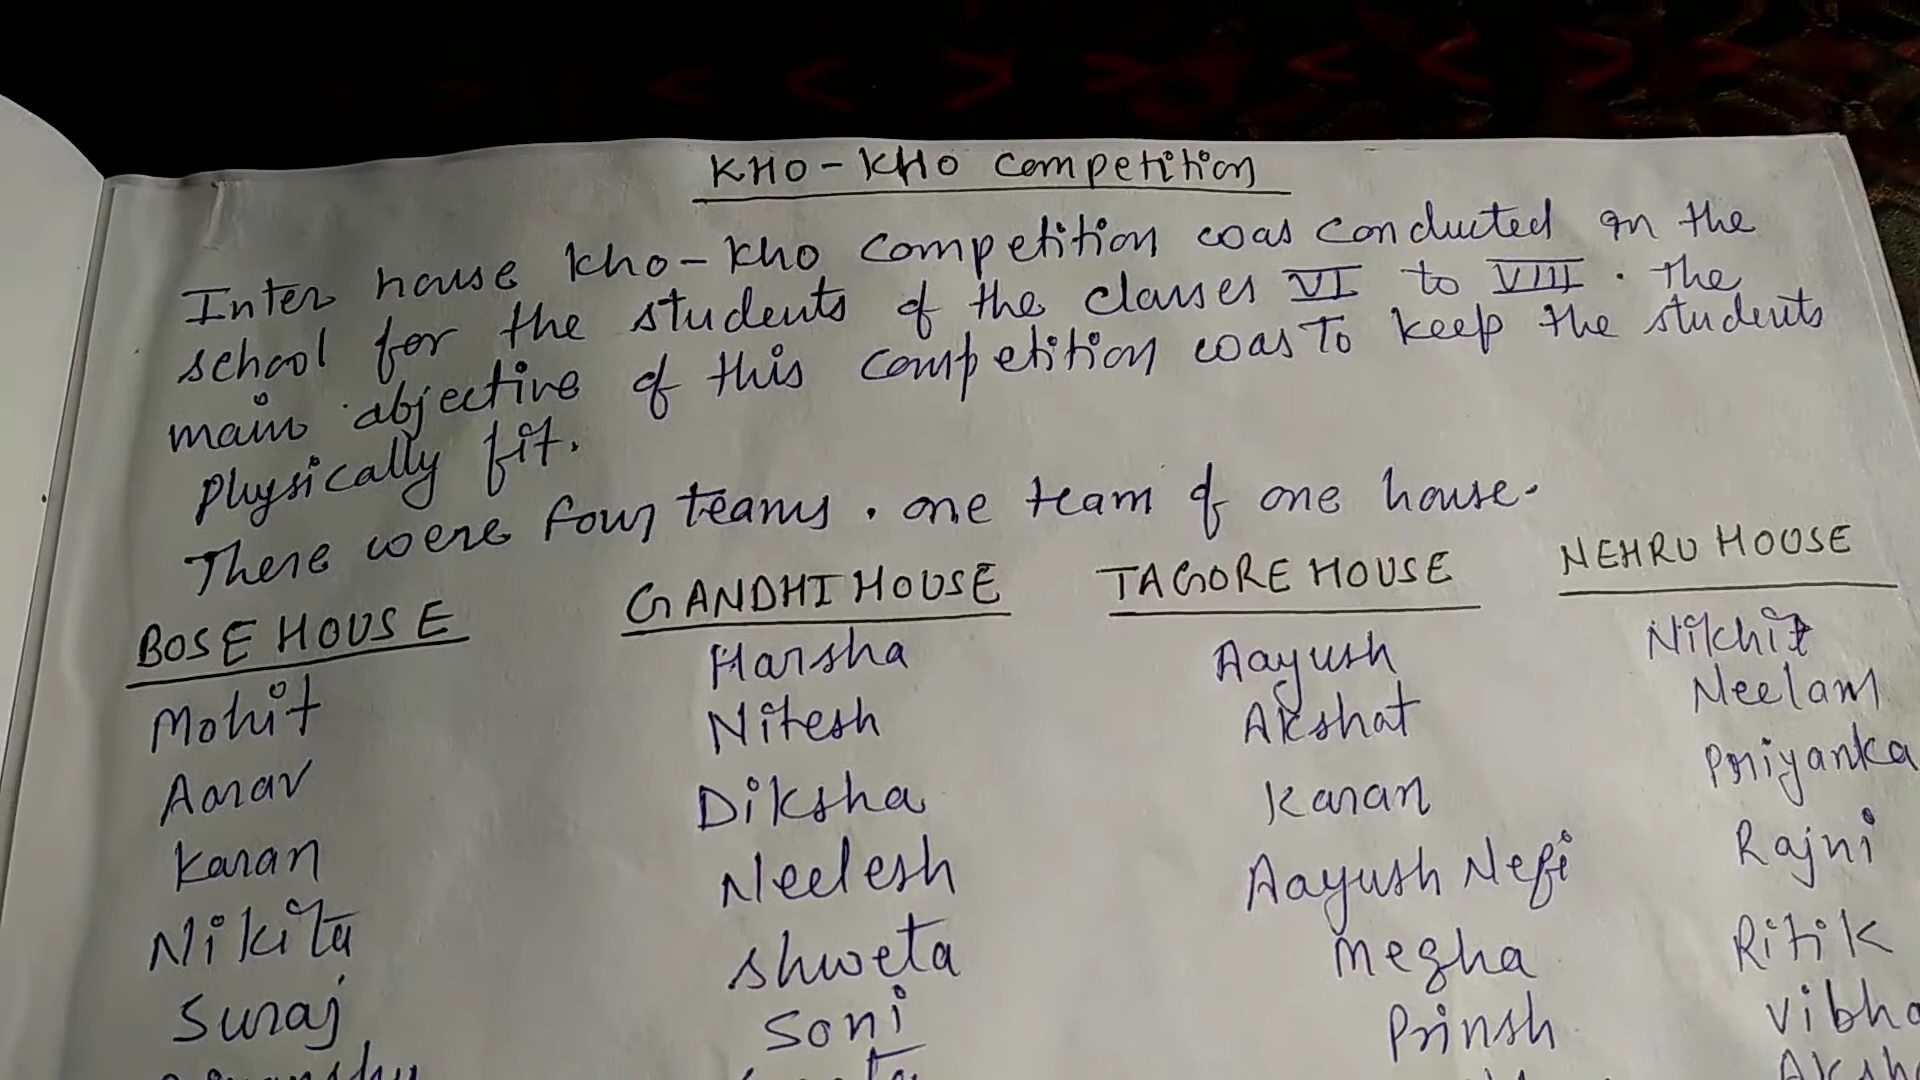 KHO-KHO Competition
Inter house kho-kho competition was conducted in the
school for the students of the classes VI to VIII. The
main objective of this competition was to keep the students
physically fit.
There were four teams. one team of one house.
BOSE HOUSE GANDHI HOUSE TAGORE HOUSE NEHRU HOUSE
Mohit Harsha Aayush Nikhit
Aarav Nitesh Akshat Neelam
Karan Diksha Karan Priyanka
Nikita Neelesh Aayush Negi Rajni
Suraj Shweta Megha Ritik
Soni Prinsh Vibha